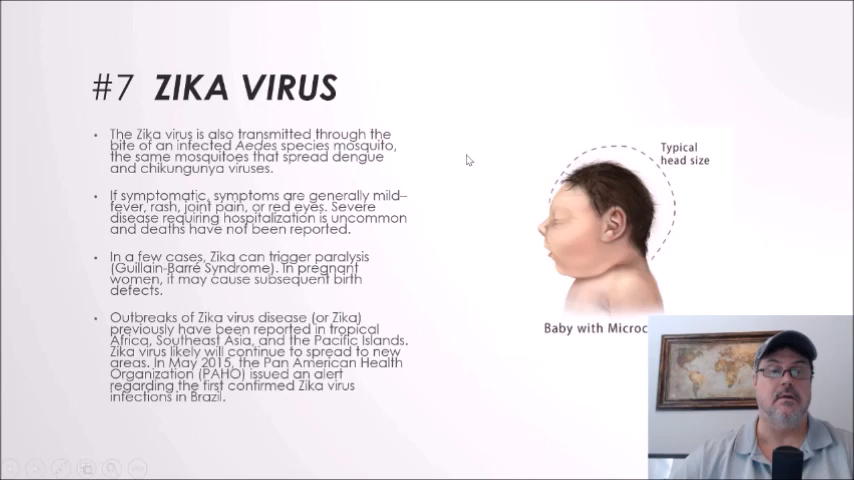 #7 ZIKA VIRUS
• The Zika virus is also transmitted through the
bite of an infected Aedes species mosquito,
the same mosquitoes that spread dengue
and chikungunya viruses.
• If symptomatic, symptoms are generally mild–
fever, rash, joint pain, or red eyes. Severe
disease requiring hospitalization is uncommon
and deaths have not been reported.
• In a few cases, Zika can trigger paralysis
(Guillain-Barré Syndrome). In pregnant
women, it may cause subsequent birth
defects.
• Outbreaks of Zika virus disease (or Zika)
previously have been reported in tropical
Africa, Southeast Asia, and the Pacific Islands.
Zika virus likely will continue to spread to new
areas. In May 2015, the Pan American Health
Organization (PAHO) issued an alert
regarding the first confirmed Zika virus
infections in Brazil.
Typical
head size
Baby with Microc